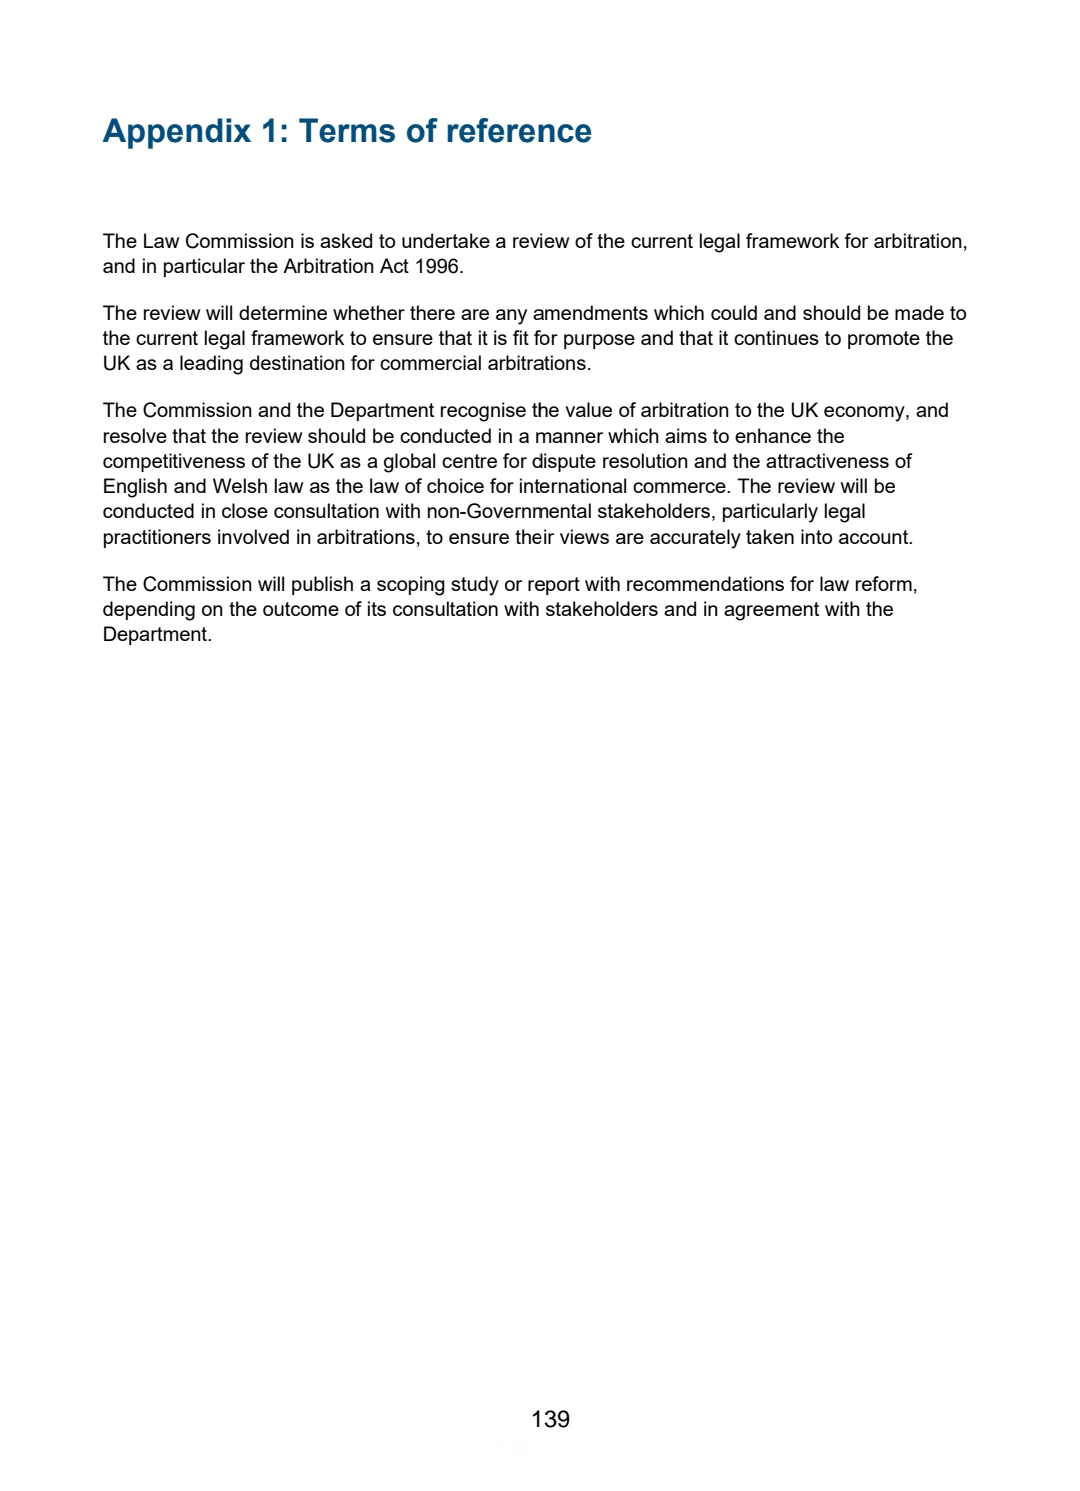 Appendix 1: Terms of reference
The Law Commission is asked to undertake a review of the current legal framework for arbitration,
and in particular the Arbitration Act 1996.
The review will determine whether there are any amendments which could and should be made to
the current legal framework to ensure that it is fit for purpose and that it continues to promote the
UK as a leading destination for commercial arbitrations.
The Commission and the Department recognise the value of arbitration to the UK economy, and
resolve that the review should be conducted in a manner which aims to enhance the
competitiveness of the UK as a global centre for dispute resolution and the attractiveness of
English and Welsh law as the law of choice for international commerce. The review will be
conducted in close consultation with non-Governmental stakeholders, particularly legal
practitioners involved in arbitrations, to ensure their views are accurately taken into account.
The Commission will publish a scoping study or report with recommendations for law reform,
depending on the outcome of its consultation with stakeholders and in agreement with the
Department.
139